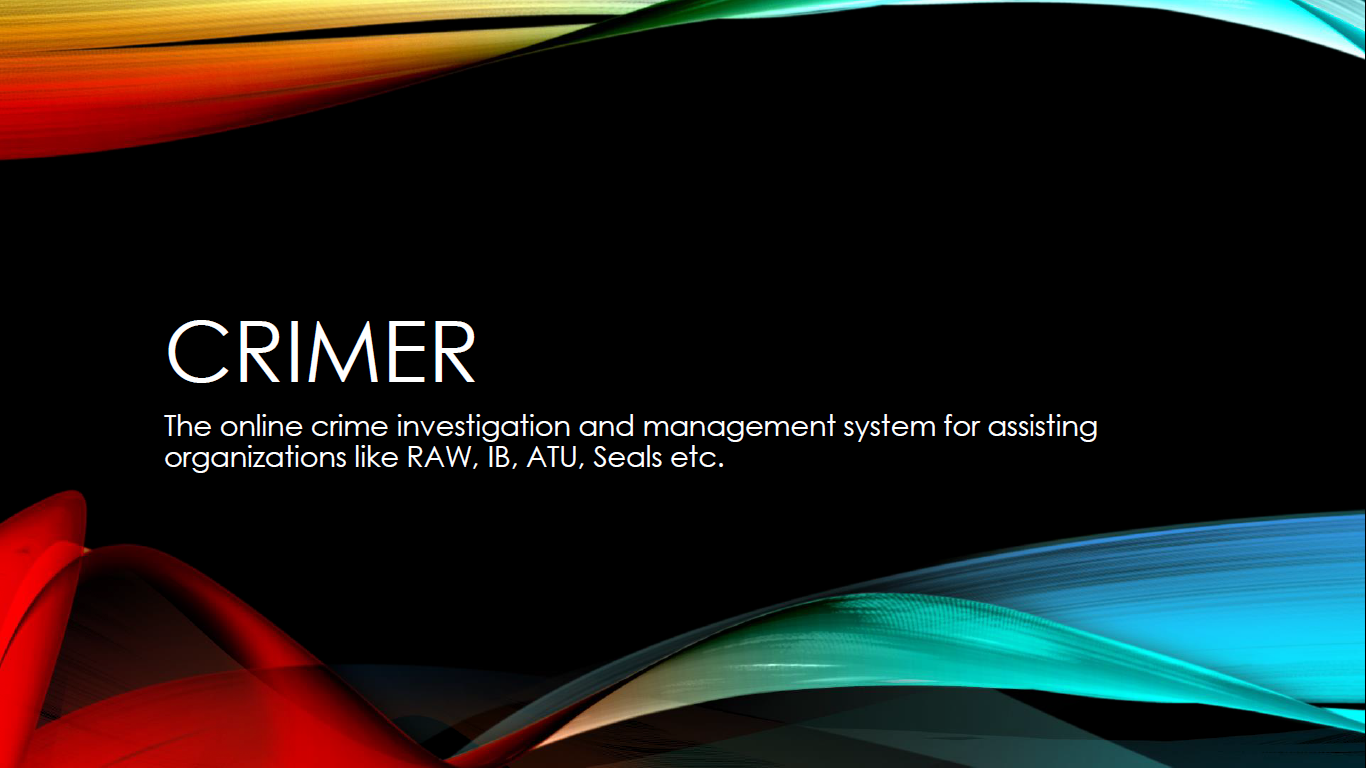 CRIMER
The online crime investigation and management system for assisting
organizations like RAW, IB, ATU, Seals etc.